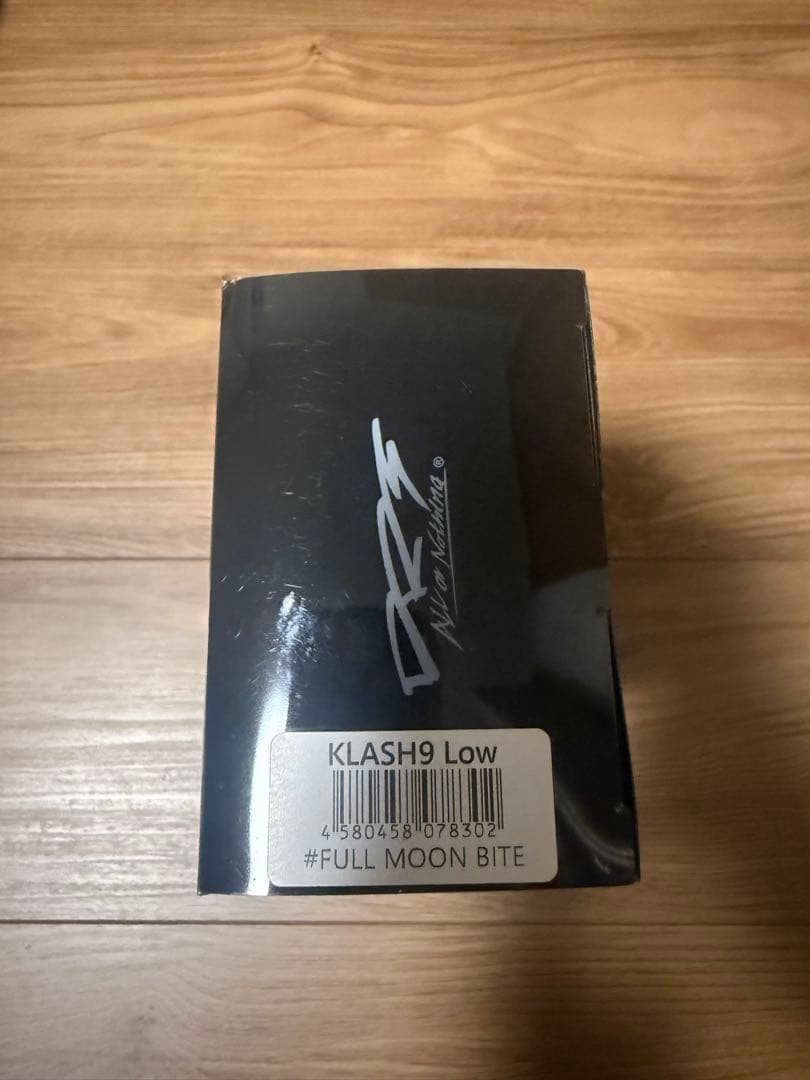 DRT
All or Nothing®
KLASH9 Low
4 580458 078302
#FULL MOON BITE